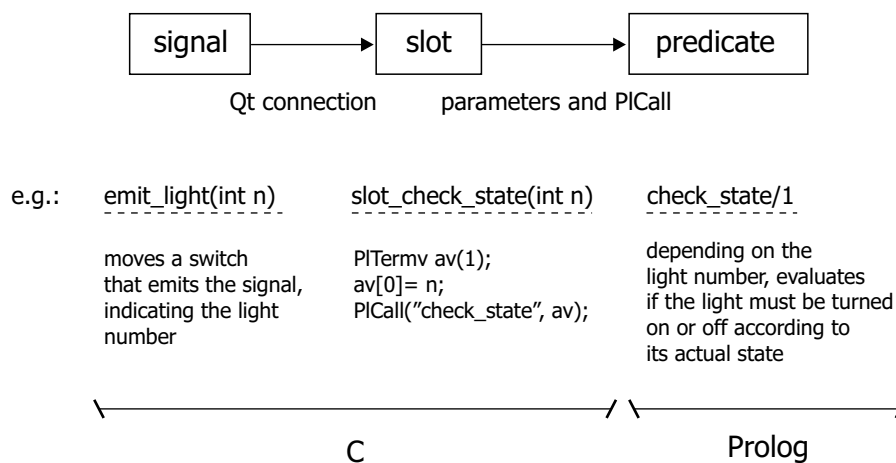 signal
slot
predicate
Qt connection
parameters and PlCall
e.g.:
emit_light(int n)
slot_check_state(int n)
check_state/1
moves a switch
that emits the signal,
indicating the light
number
PlTermv av(1);
av[0]= n;
PlCall(”check_state”, av);
depending on the
light number, evaluates
if the light must be turned
on or off according to
its actual state
C
Prolog